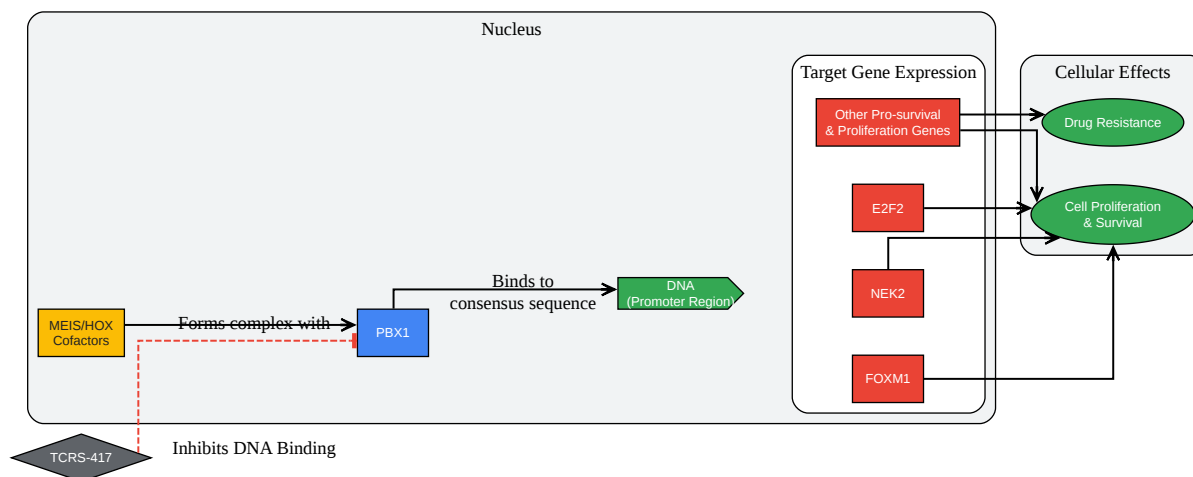 Nucleus
Target Gene Expression
Cellular Effects
Other Pro-survival
& Proliferation Genes
Drug Resistance
E2F2
Cell Proliferation
& Survival
Binds to
consensus sequence
DNA
(Promoter Region)
NEK2
MEIS/HOX
Cofactors
Forms complex with
PBX1
FOXM1
TCRS-417
Inhibits DNA Binding